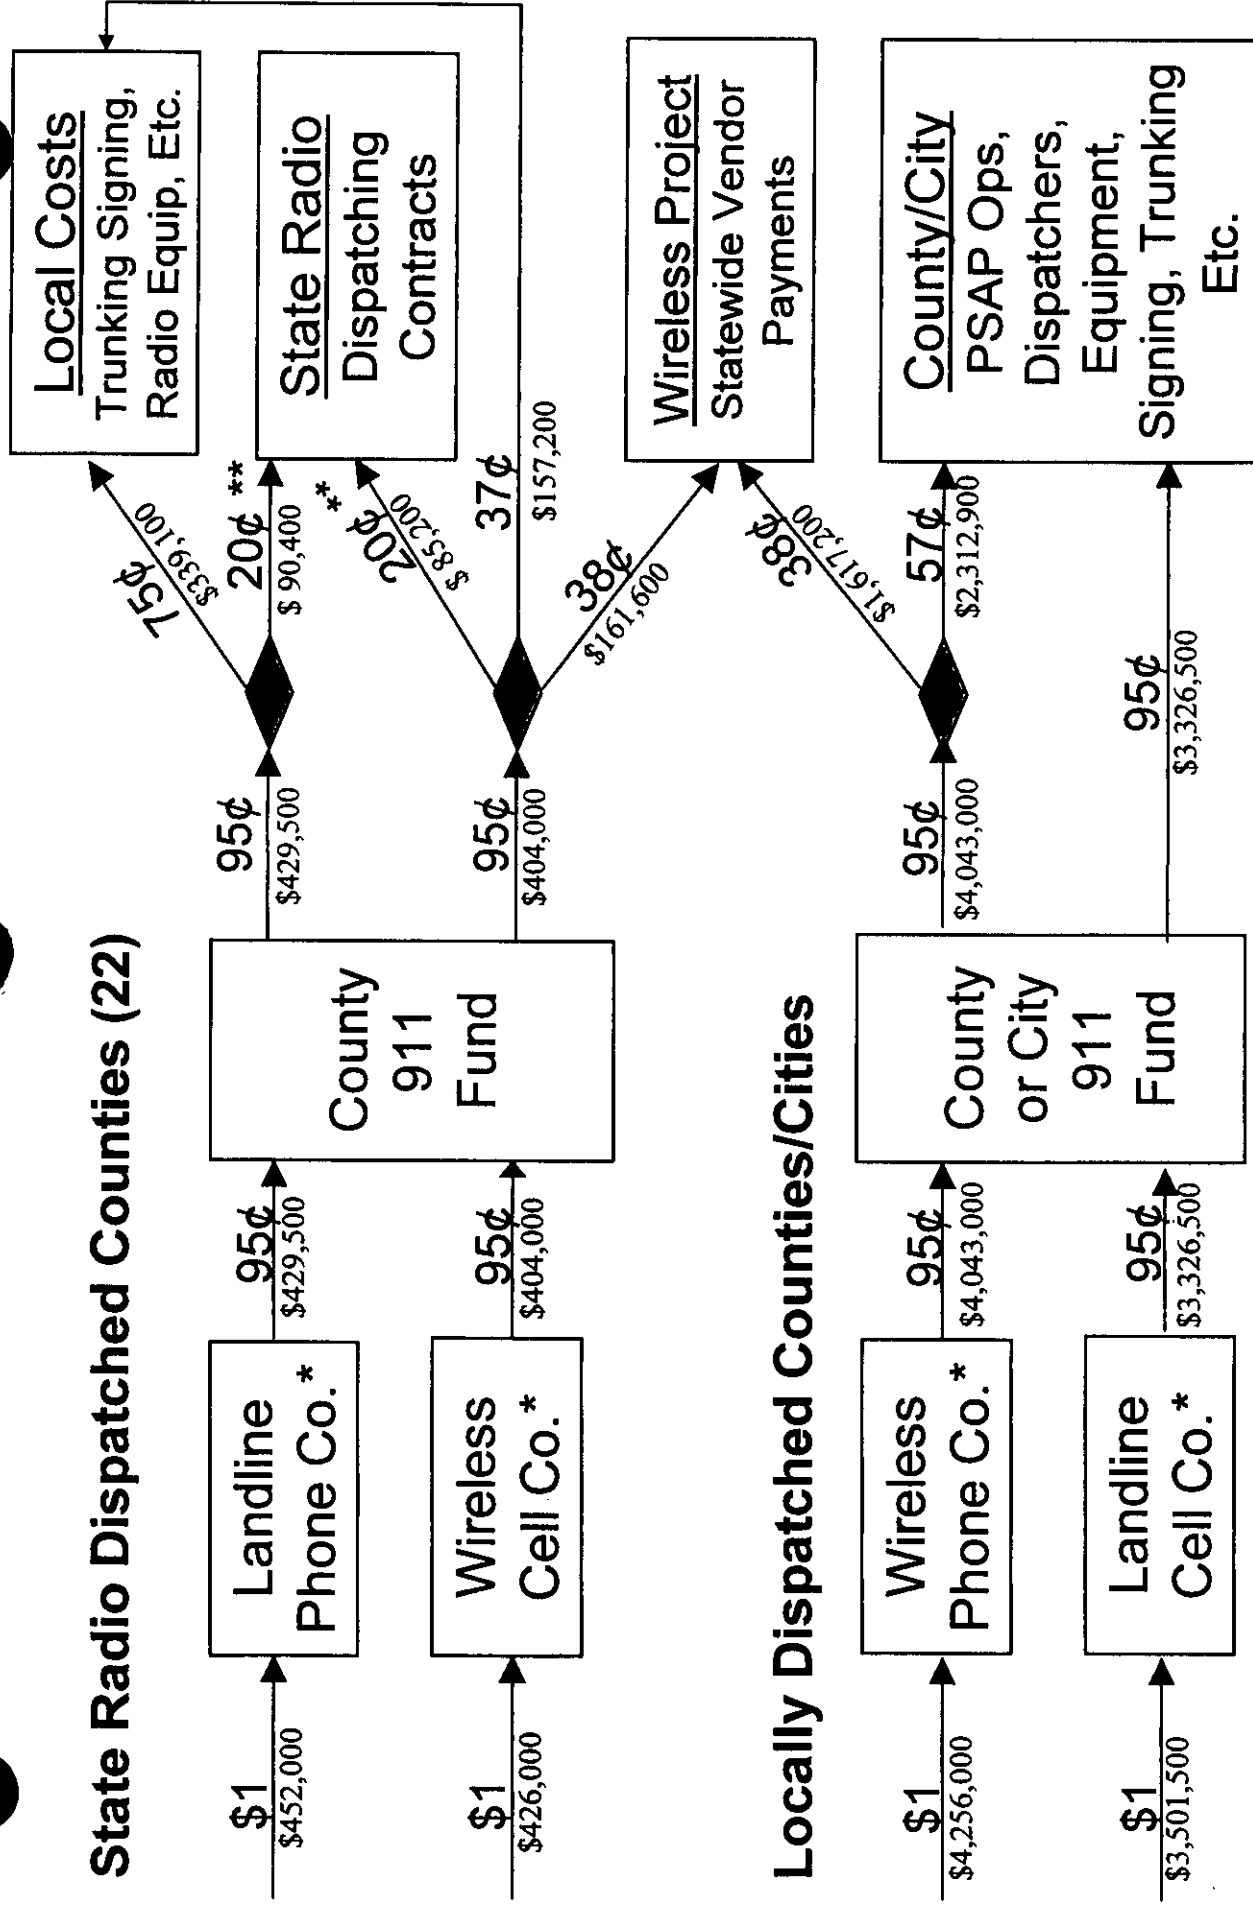 State Radio Dispatched Counties (22)
$1
$452,000
Landline
Phone Co.*
95¢
$429,500
$1
$426,000
Wireless
Cell Co.*
95¢
$404,000
County
911
Fund
95¢
$429,500
95¢
$404,000
75¢
$339,100
20¢ **
$ 90,400
20¢ **
$ 85,200
37¢
$157,200
38¢
$161,600
Local Costs
Trunking Signing,
Radio Equip, Etc.
State Radio
Dispatching
Contracts
Wireless Project
Statewide Vendor
Payments
Locally Dispatched Counties/Cities
$1
$4,256,000
Wireless
Phone Co.*
95¢
$4,043,000
$1
$3,501,500
Landline
Cell Co.*
95¢
$3,326,500
County
or City
911
Fund
95¢
$4,043,000
38¢
$1,617,200
57¢
$2,312,900
95¢
$3,326,500
County/City
PSAP Ops,
Dispatchers,
Equipment,
Signing, Trunking
Etc.